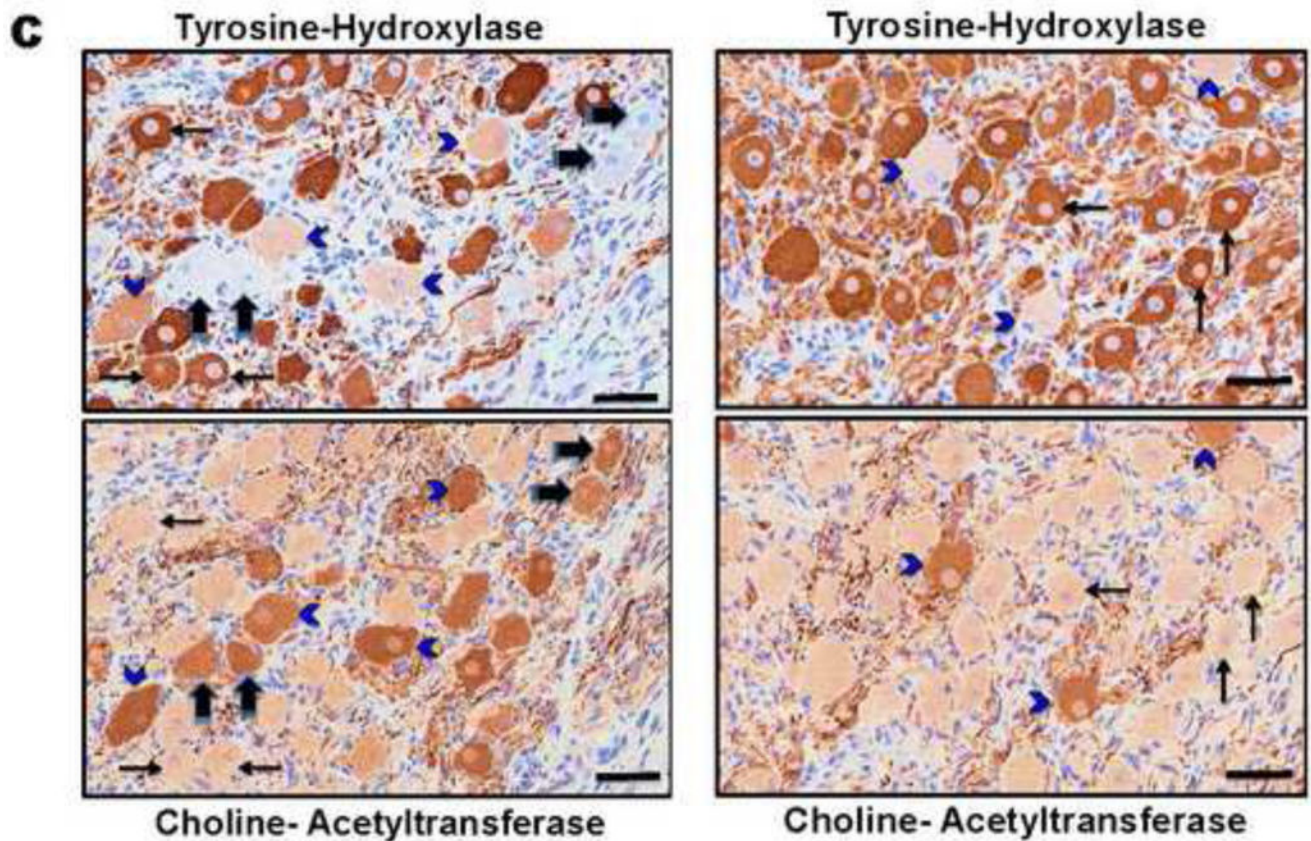 c
Tyrosine-Hydroxylase
Tyrosine-Hydroxylase
Choline- Acetyltransferase
Choline- Acetyltransferase